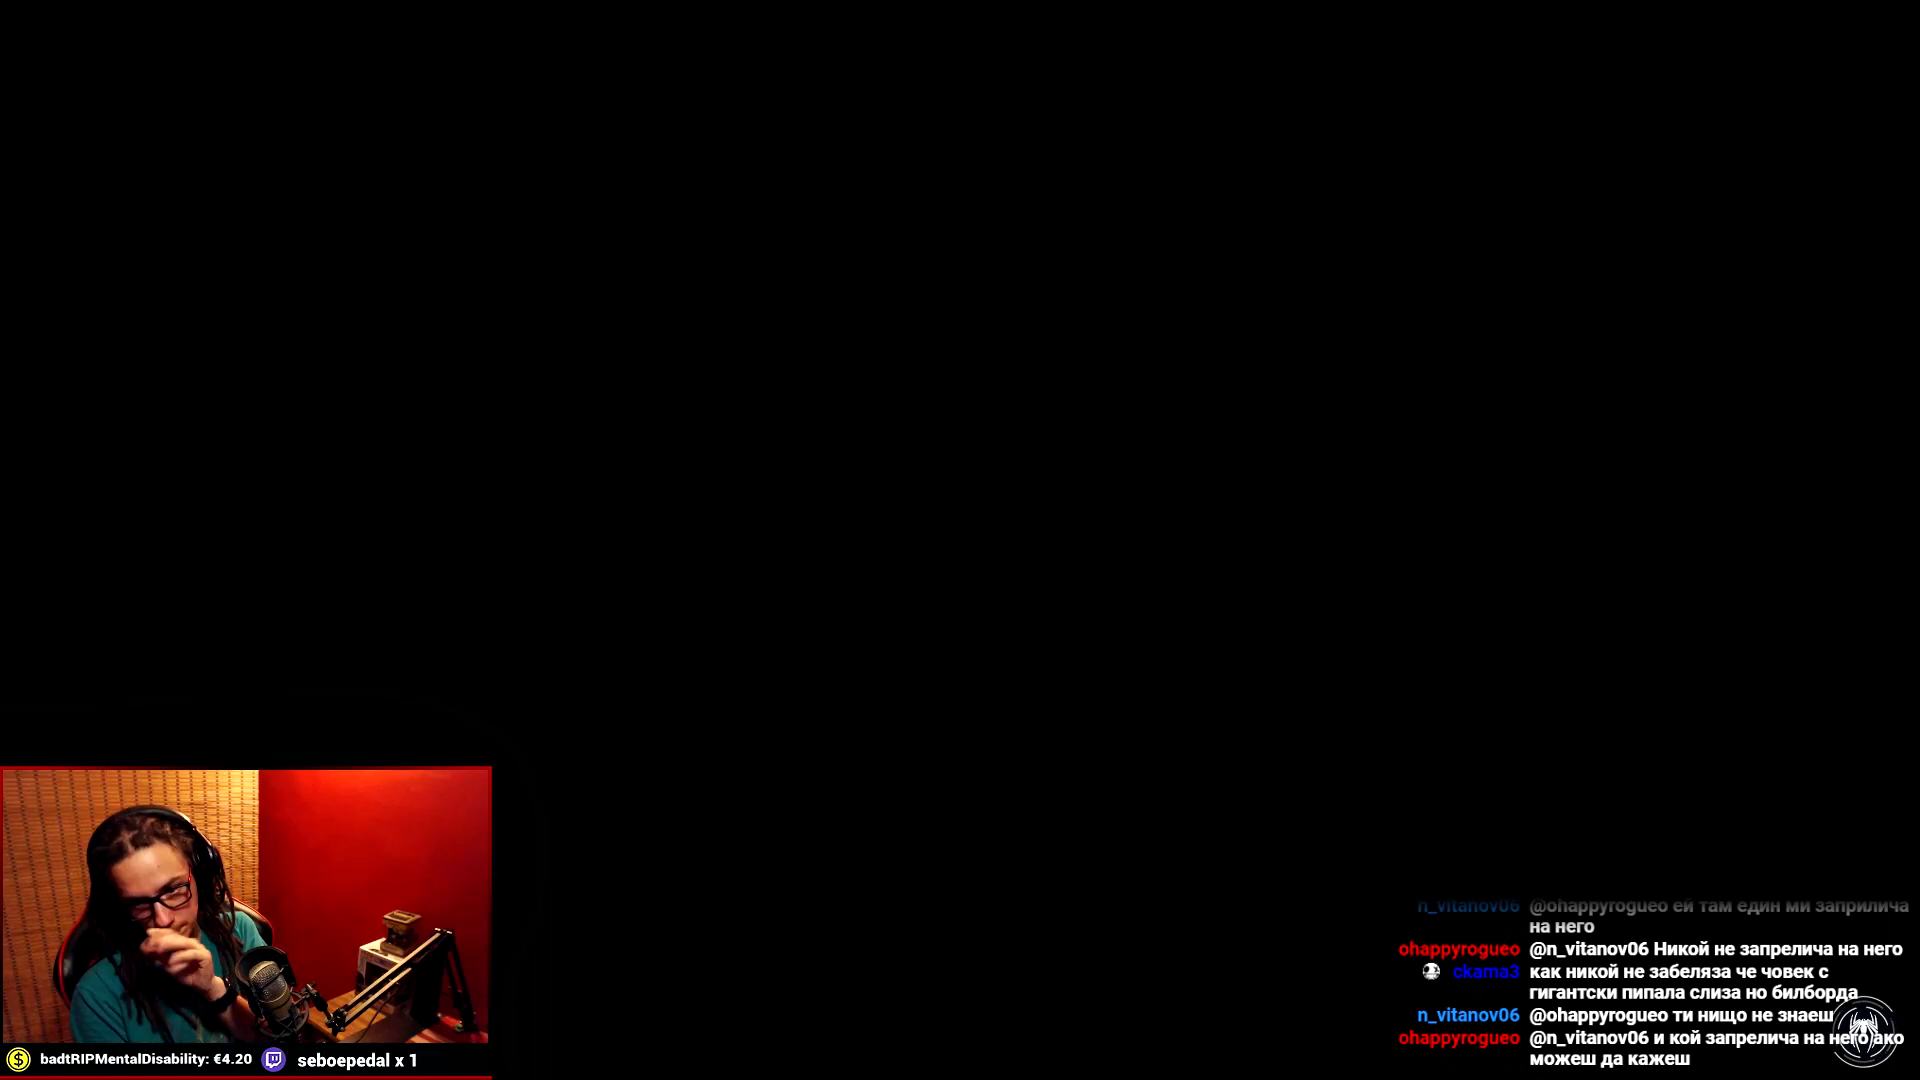 n_vitanov06 @ohappyrogueo ей там един ми заприлича
на него
ohappyrogueo @n_vitanov06 Никой не запрелича на него
ckama3 как никой не забеляза че човек с
гигантски пипала слиза но билборда
n_vitanov06 @ohappyrogueo ти нищо не знаеш
ohappyrogueo @n_vitanov06 и кой запрелича на него ако
можеш да кажеш
badtRIPMentalDisability: €4.20 seboepedal x 1